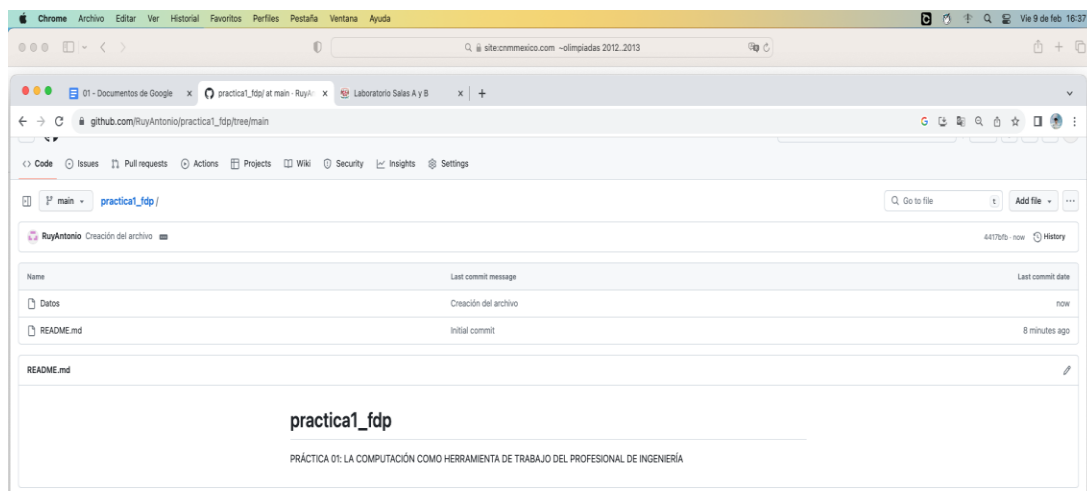 Chrome Archivo Editar Ver Historial Favoritos Perfiles Pestaña Ventana Ayuda Vie 9 de feb 16:37
site:cnmmexico.com ~olimpiadas 2012..2013
01 - Documentos de Google practica1_fdp/ at main · RuyAn Laboratorio Salas A y B
github.com/RuyAntonio/practica1_fdp/tree/main
<> Code Issues Pull requests Actions Projects Wiki Security Insights Settings
main practica1_fdp / Go to file t Add file
RuyAntonio Creación del archivo 4417bfb · now History
Name Last commit message Last commit date
Datos Creación del archivo now
README.md Initial commit 8 minutes ago
README.md
practica1_fdp
PRÁCTICA 01: LA COMPUTACIÓN COMO HERRAMIENTA DE TRABAJO DEL PROFESIONAL DE INGENIERÍA